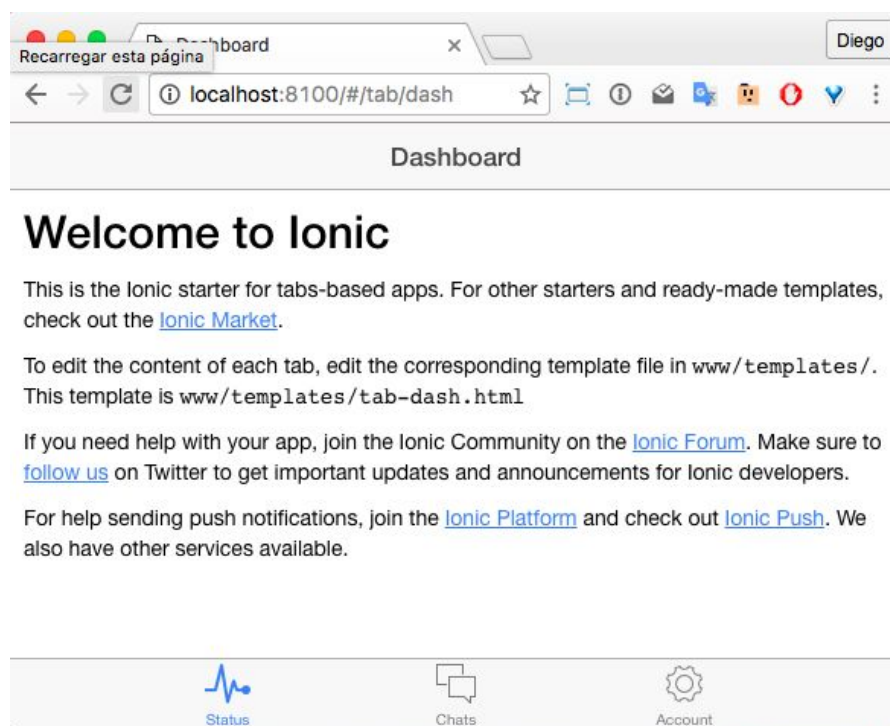 Dashboard
Diego
Recarregar esta página
localhost:8100/#/tab/dash
Dashboard
Welcome to Ionic
This is the Ionic starter for tabs-based apps. For other starters and ready-made templates,
check out the Ionic Market.
To edit the content of each tab, edit the corresponding template file in www/templates/.
This template is www/templates/tab-dash.html
If you need help with your app, join the Ionic Community on the Ionic Forum. Make sure to
follow us on Twitter to get important updates and announcements for Ionic developers.
For help sending push notifications, join the Ionic Platform and check out Ionic Push. We
also have other services available.
Status
Chats
Account